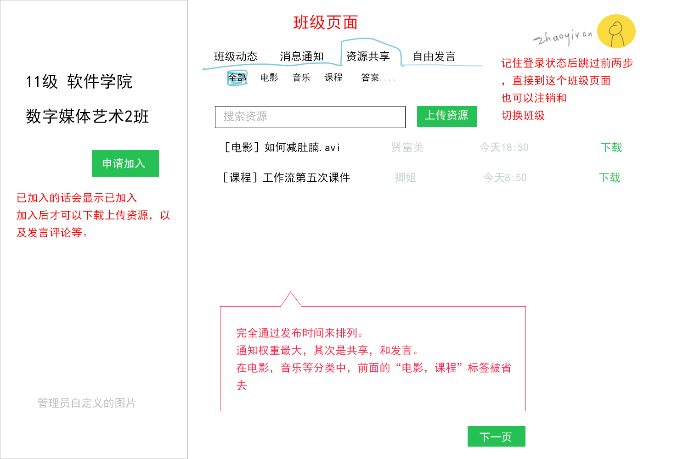 班级页面
zhaoyiran
班级动态 消息通知 资源共享 自由发言
全部 电影 音乐 课程 答案....
记住登录状态后跳过前两步
，直接到这个班级页面
也可以注销和
切换班级
11级 软件学院
数字媒体艺术2班
申请加入
已加入的话会显示已加入
加入后才可以下载上传资源，以
及发言评论等。
管理员自定义的图片
搜索资源 上传资源
[电影]如何减肚腩.avi 贤富美 今天18:50 下载
[课程]工作流第五次课件 卿姐 今天8:50 下载
完全通过发布时间来排列。
通知权重最大，其次是共享，和发言。
在电影，音乐等分类中，前面的“电影，课程”标签被省
去
下一页